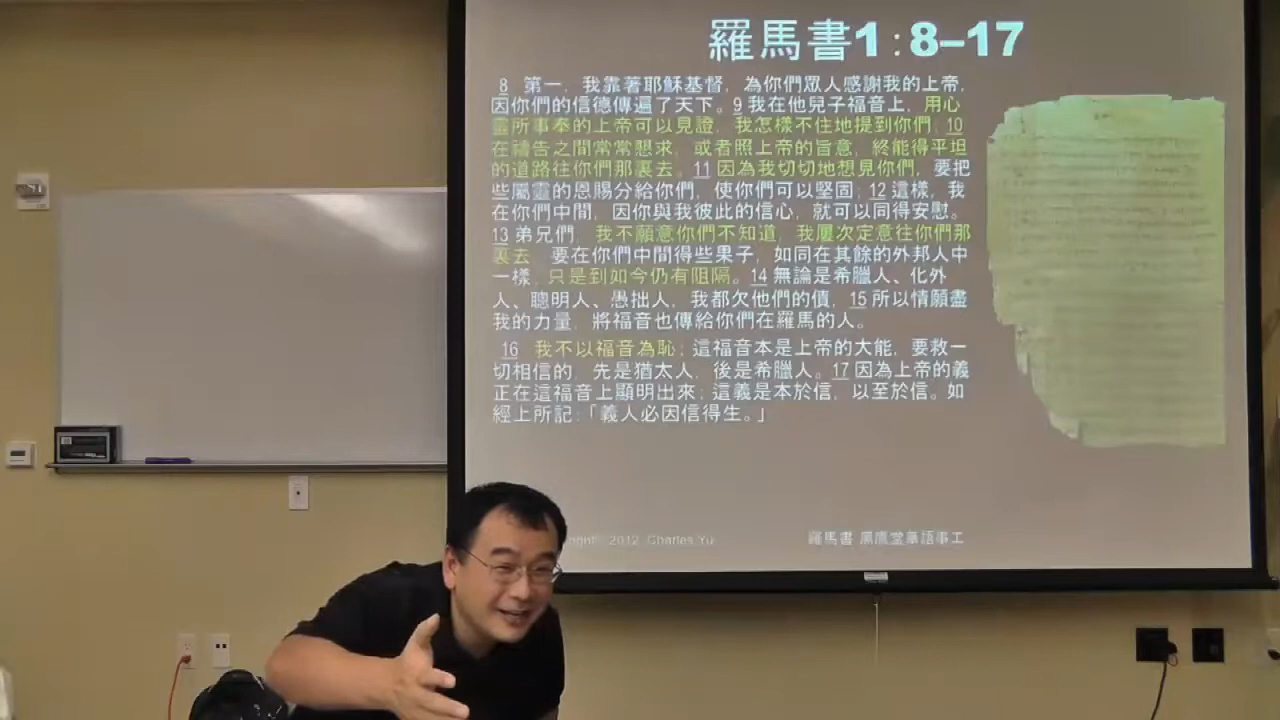 羅馬書1:8–17
8 第一，我靠著耶穌基督，為你們眾人感謝我的上帝，
因你們的信德傳遍了天下。9 我在他兒子福音上，用心
靈所事奉的上帝可以見證，我怎樣不住地提到你們；10
在禱告之間常常懇求，或者照上帝的旨意，終能得平坦
的道路往你們那裏去。11 因為我切切地想見你們，要把
些屬靈的恩賜分給你們，使你們可以堅固；12 這樣，我
在你們中間，因你與我彼此的信心，就可以同得安慰。
13 弟兄們，我不願意你們不知道，我屢次定意往你們那
裏去，要在你們中間得些果子，如同在其餘的外邦人中
一樣，只是到如今仍有阻隔。14 無論是希臘人、化外
人、聰明人、愚拙人，我都欠他們的債，15 所以情願盡
我的力量，將福音也傳給你們在羅馬的人。
16 我不以福音為恥；這福音本是上帝的大能，要救一
切相信的，先是猶太人，後是希臘人。17 因為上帝的義
正在這福音上顯明出來；這義是本於信，以至於信。如
經上所記：「義人必因信得生。」
2012, Charles Yu
羅馬書 風鷹堂華語事工